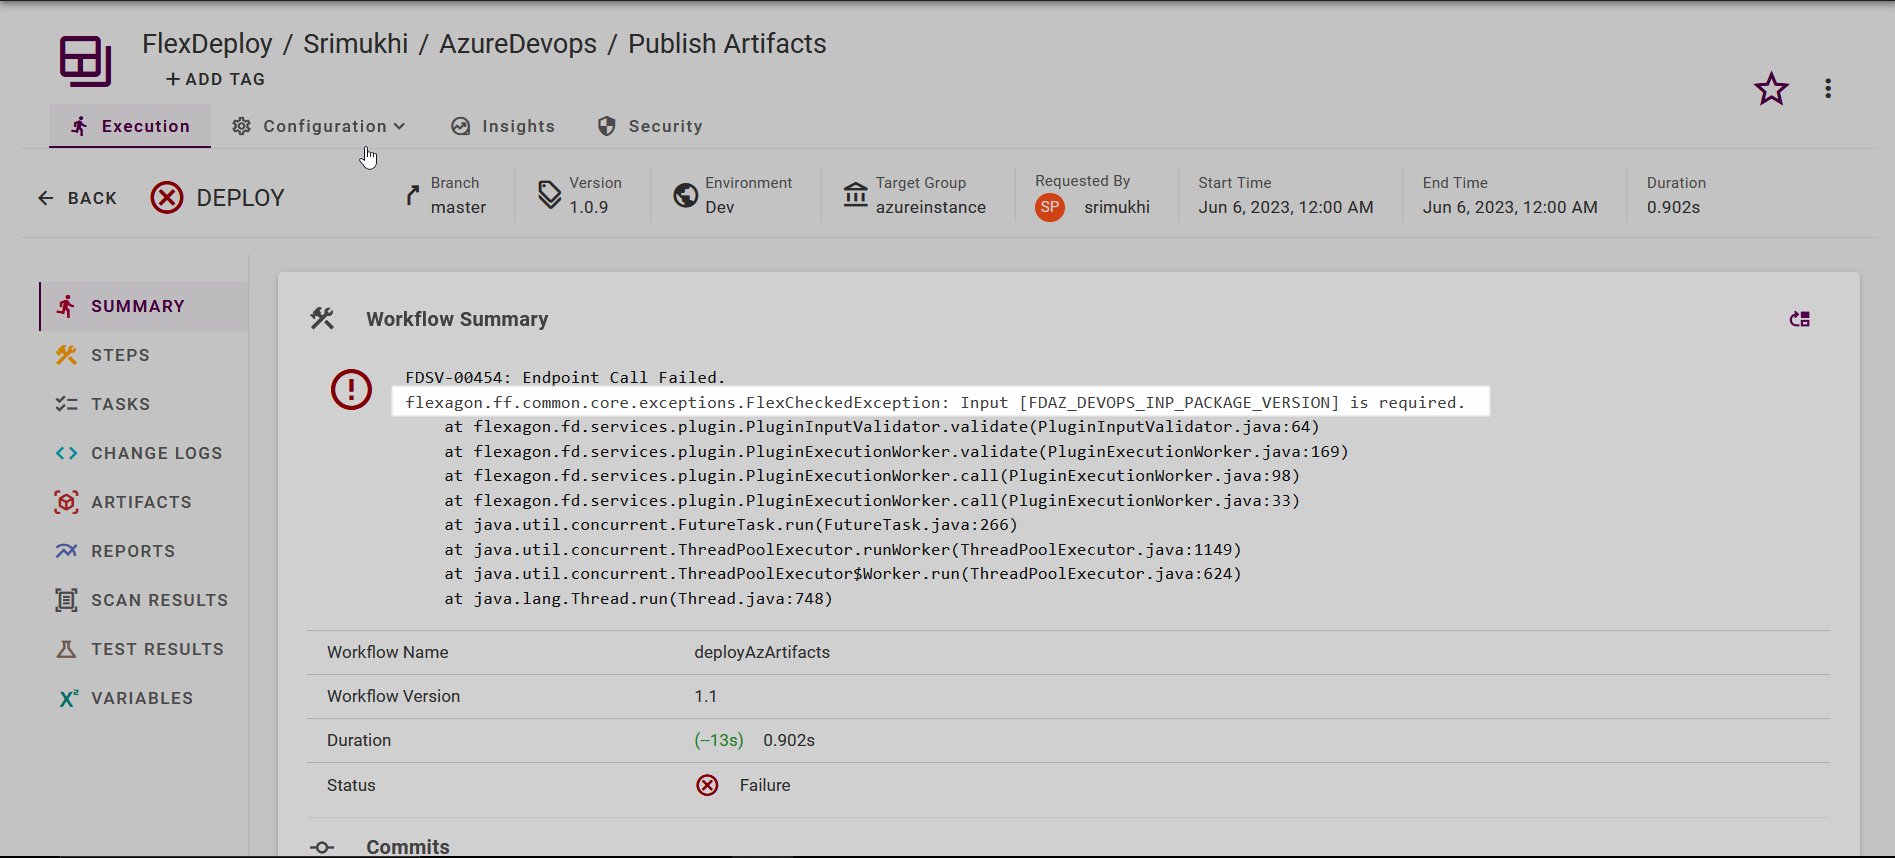 FlexDeploy / Srimukhi / AzureDevops / Publish Artifacts
+ ADD TAG
Execution
Configuration
Insights
Security
BACK
DEPLOY
Branch
master
Version
1.0.9
Environment
Dev
Target Group
azureinstance
Requested By
SP srimukhi
Start Time
Jun 6, 2023, 12:00 AM
End Time
Jun 6, 2023, 12:00 AM
Duration
0.902s
SUMMARY
STEPS
TASKS
CHANGE LOGS
ARTIFACTS
REPORTS
SCAN RESULTS
TEST RESULTS
X² VARIABLES
Workflow Summary
FDSV-00454: Endpoint Call Failed.
flexagon.ff.common.core.exceptions.FlexCheckedException: Input [FDAZ_DEVOPS_INP_PACKAGE_VERSION] is required.
at flexagon.fd.services.plugin.PluginInputValidator.validate(PluginInputValidator.java:64)
at flexagon.fd.services.plugin.PluginExecutionWorker.validate(PluginExecutionWorker.java:169)
at flexagon.fd.services.plugin.PluginExecutionWorker.call(PluginExecutionWorker.java:98)
at flexagon.fd.services.plugin.PluginExecutionWorker.call(PluginExecutionWorker.java:33)
at java.util.concurrent.FutureTask.run(FutureTask.java:266)
at java.util.concurrent.ThreadPoolExecutor.runWorker(ThreadPoolExecutor.java:1149)
at java.util.concurrent.ThreadPoolExecutor$Worker.run(ThreadPoolExecutor.java:624)
at java.lang.Thread.run(Thread.java:748)
Workflow Name deployAzArtifacts
Workflow Version 1.1
Duration (--13s) 0.902s
Status Failure
Commits